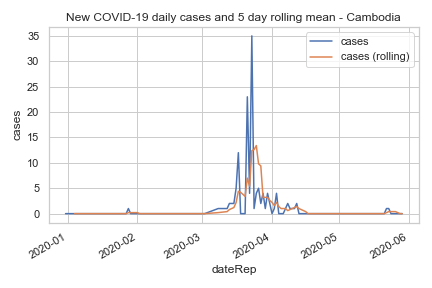 New COVID-19 daily cases and 5 day rolling mean - Cambodia
cases
cases (rolling)
35
30
25
20
15
10
5
0
cases
2020-01
2020-02
2020-03
2020-04
2020-05
2020-06
dateRep